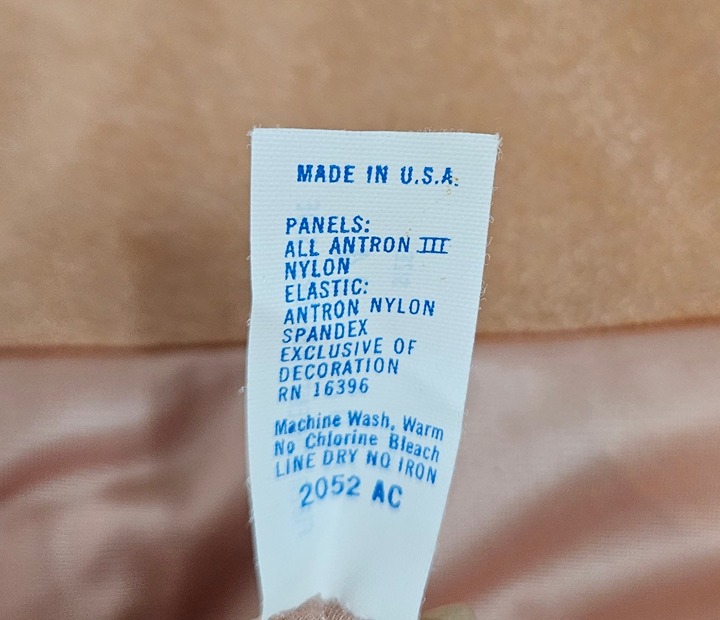 MADE IN U.S.A.
PANELS:
ALL ANTRON III
NYLON
ELASTIC:
ANTRON NYLON
SPANDEX
EXCLUSIVE OF
DECORATION
RN 16396
Machine Wash, Warm
No Chlorine Bleach
LINE DRY NO IRON
2052 AC